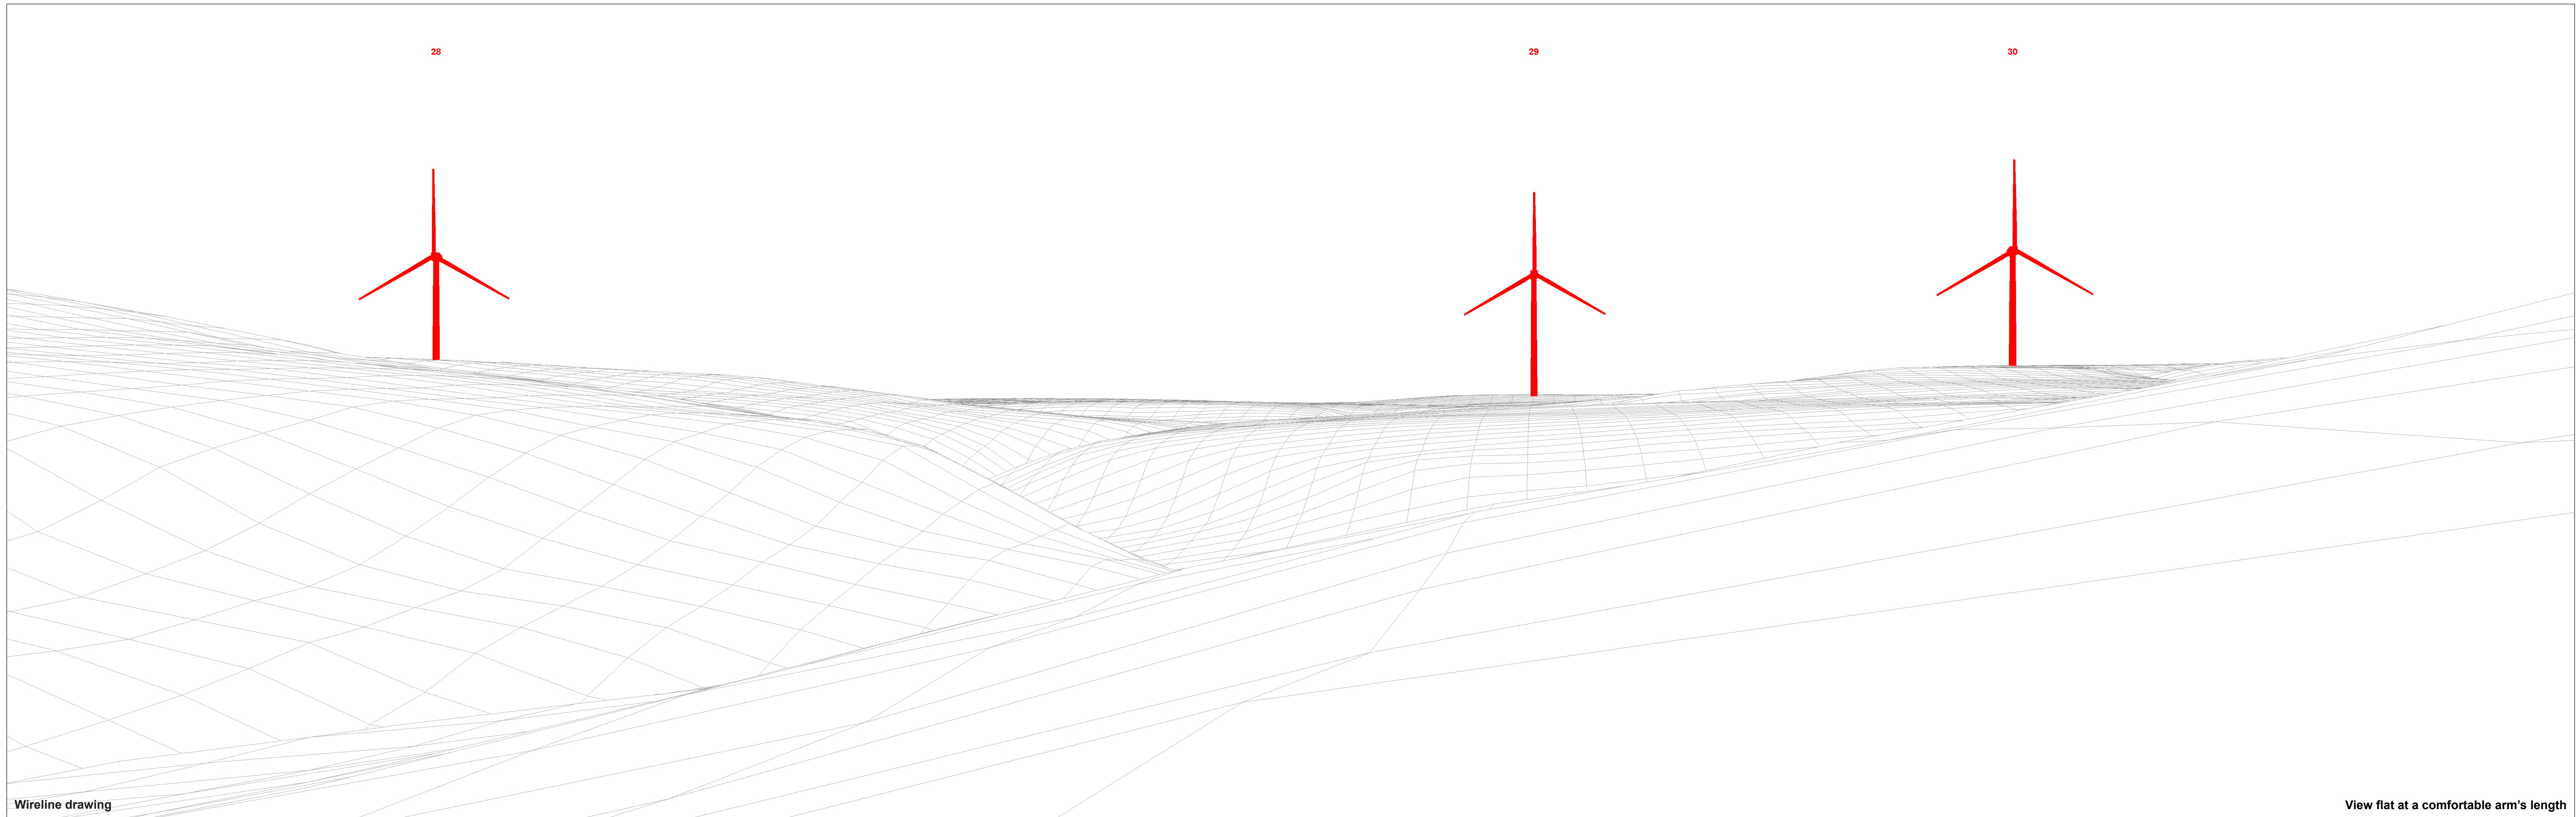 28
29
30
Wireline drawing
View flat at a comfortable arm’s length